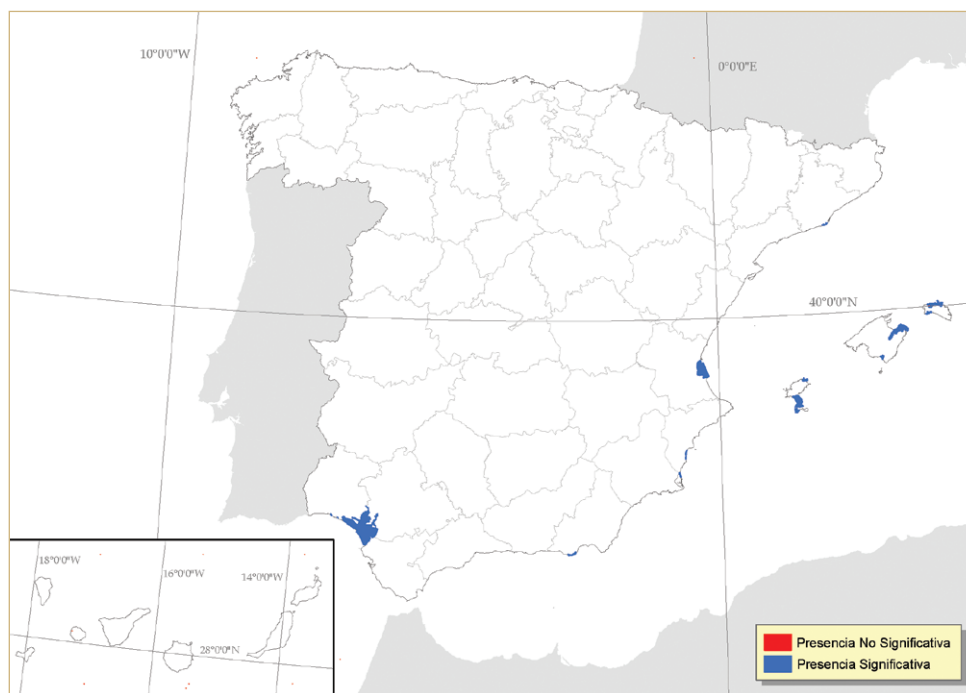 10°0'0"W
0°0'0"E
40°0'0"N
18°0'0"W
16°0'0"W
14°0'0"W
28°0'0"N
Presencia No Significativa
Presencia Significativa